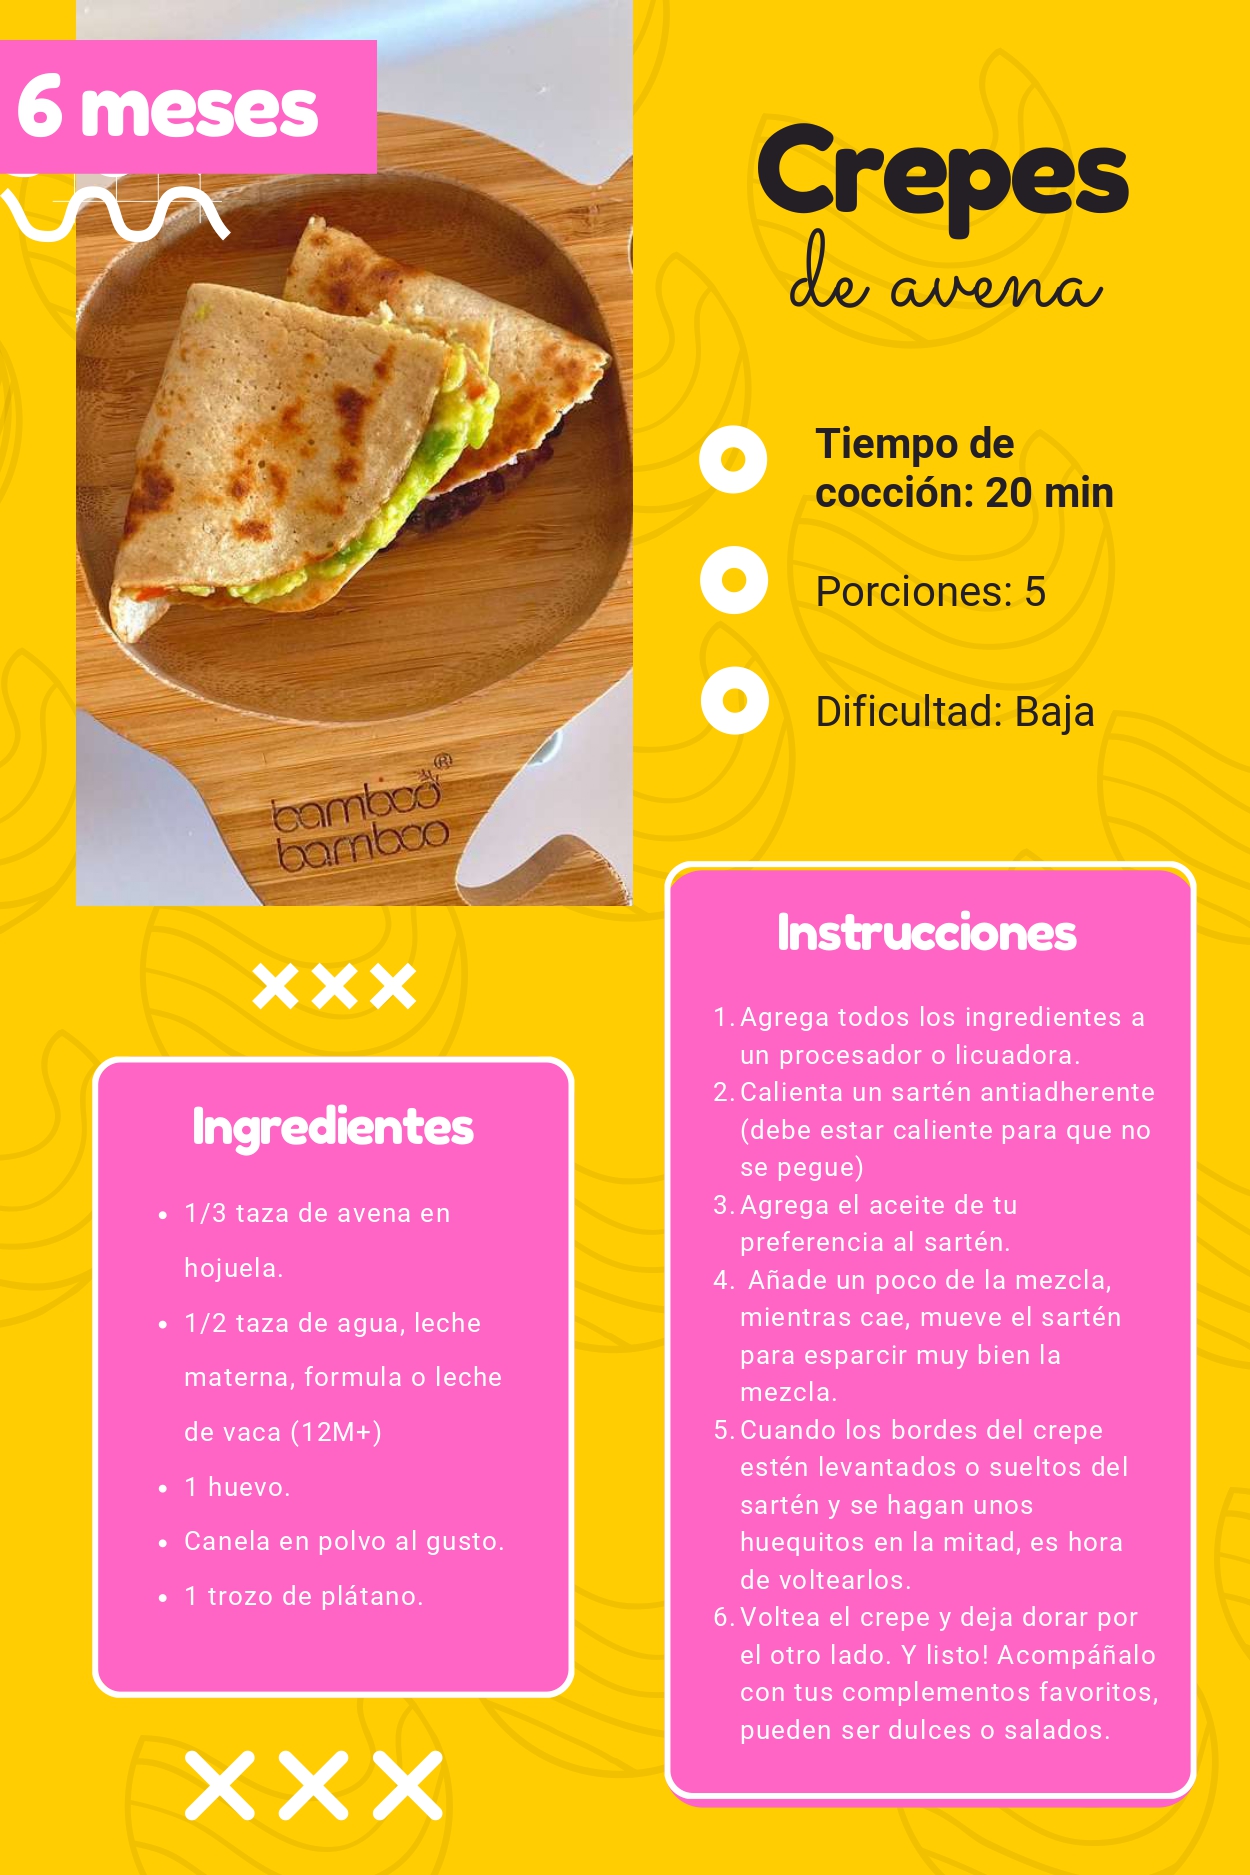 6 meses
Crepes
de avena
Tiempo de
cocción: 20 min
Porciones: 5
Dificultad: Baja
bamboo®
bamboo
Ingredientes
• 1/3 taza de avena en
hojuela.
• 1/2 taza de agua, leche
materna, formula o leche
de vaca (12M+)
• 1 huevo.
• Canela en polvo al gusto.
• 1 trozo de plátano.
Instrucciones
1. Agrega todos los ingredientes a
un procesador o licuadora.
2. Calienta un sartén antiadherente
(debe estar caliente para que no
se pegue)
3. Agrega el aceite de tu
preferencia al sartén.
4. Añade un poco de la mezcla,
mientras cae, mueve el sartén
para esparcir muy bien la
mezcla.
5. Cuando los bordes del crepe
estén levantados o sueltos del
sartén y se hagan unos
huequitos en la mitad, es hora
de voltearlos.
6. Voltea el crepe y deja dorar por
el otro lado. Y listo! Acompáñalo
con tus complementos favoritos,
pueden ser dulces o salados.